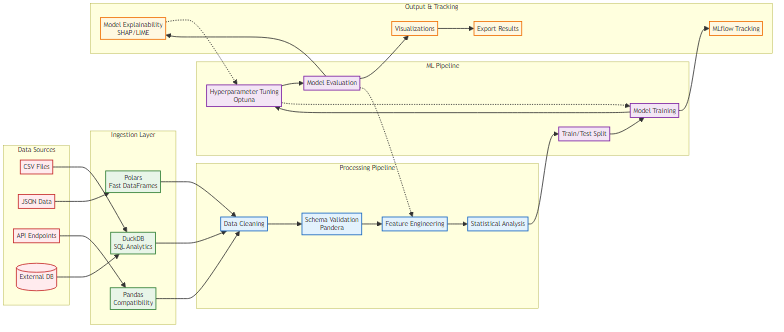 Output & Tracking
Model Explainability
SHAP/LIME
Visualizations
Export Results
MLflow Tracking
ML Pipeline
Hyperparameter Tuning
Optuna
Model Evaluation
Model Training
Train/Test Split
Data Sources
CSV Files
JSON Data
API Endpoints
External DB
Ingestion Layer
Polars
Fast DataFrames
DuckDB
SQL Analytics
Pandas
Compatibility
Processing Pipeline
Data Cleaning
Schema Validation
Pandera
Feature Engineering
Statistical Analysis